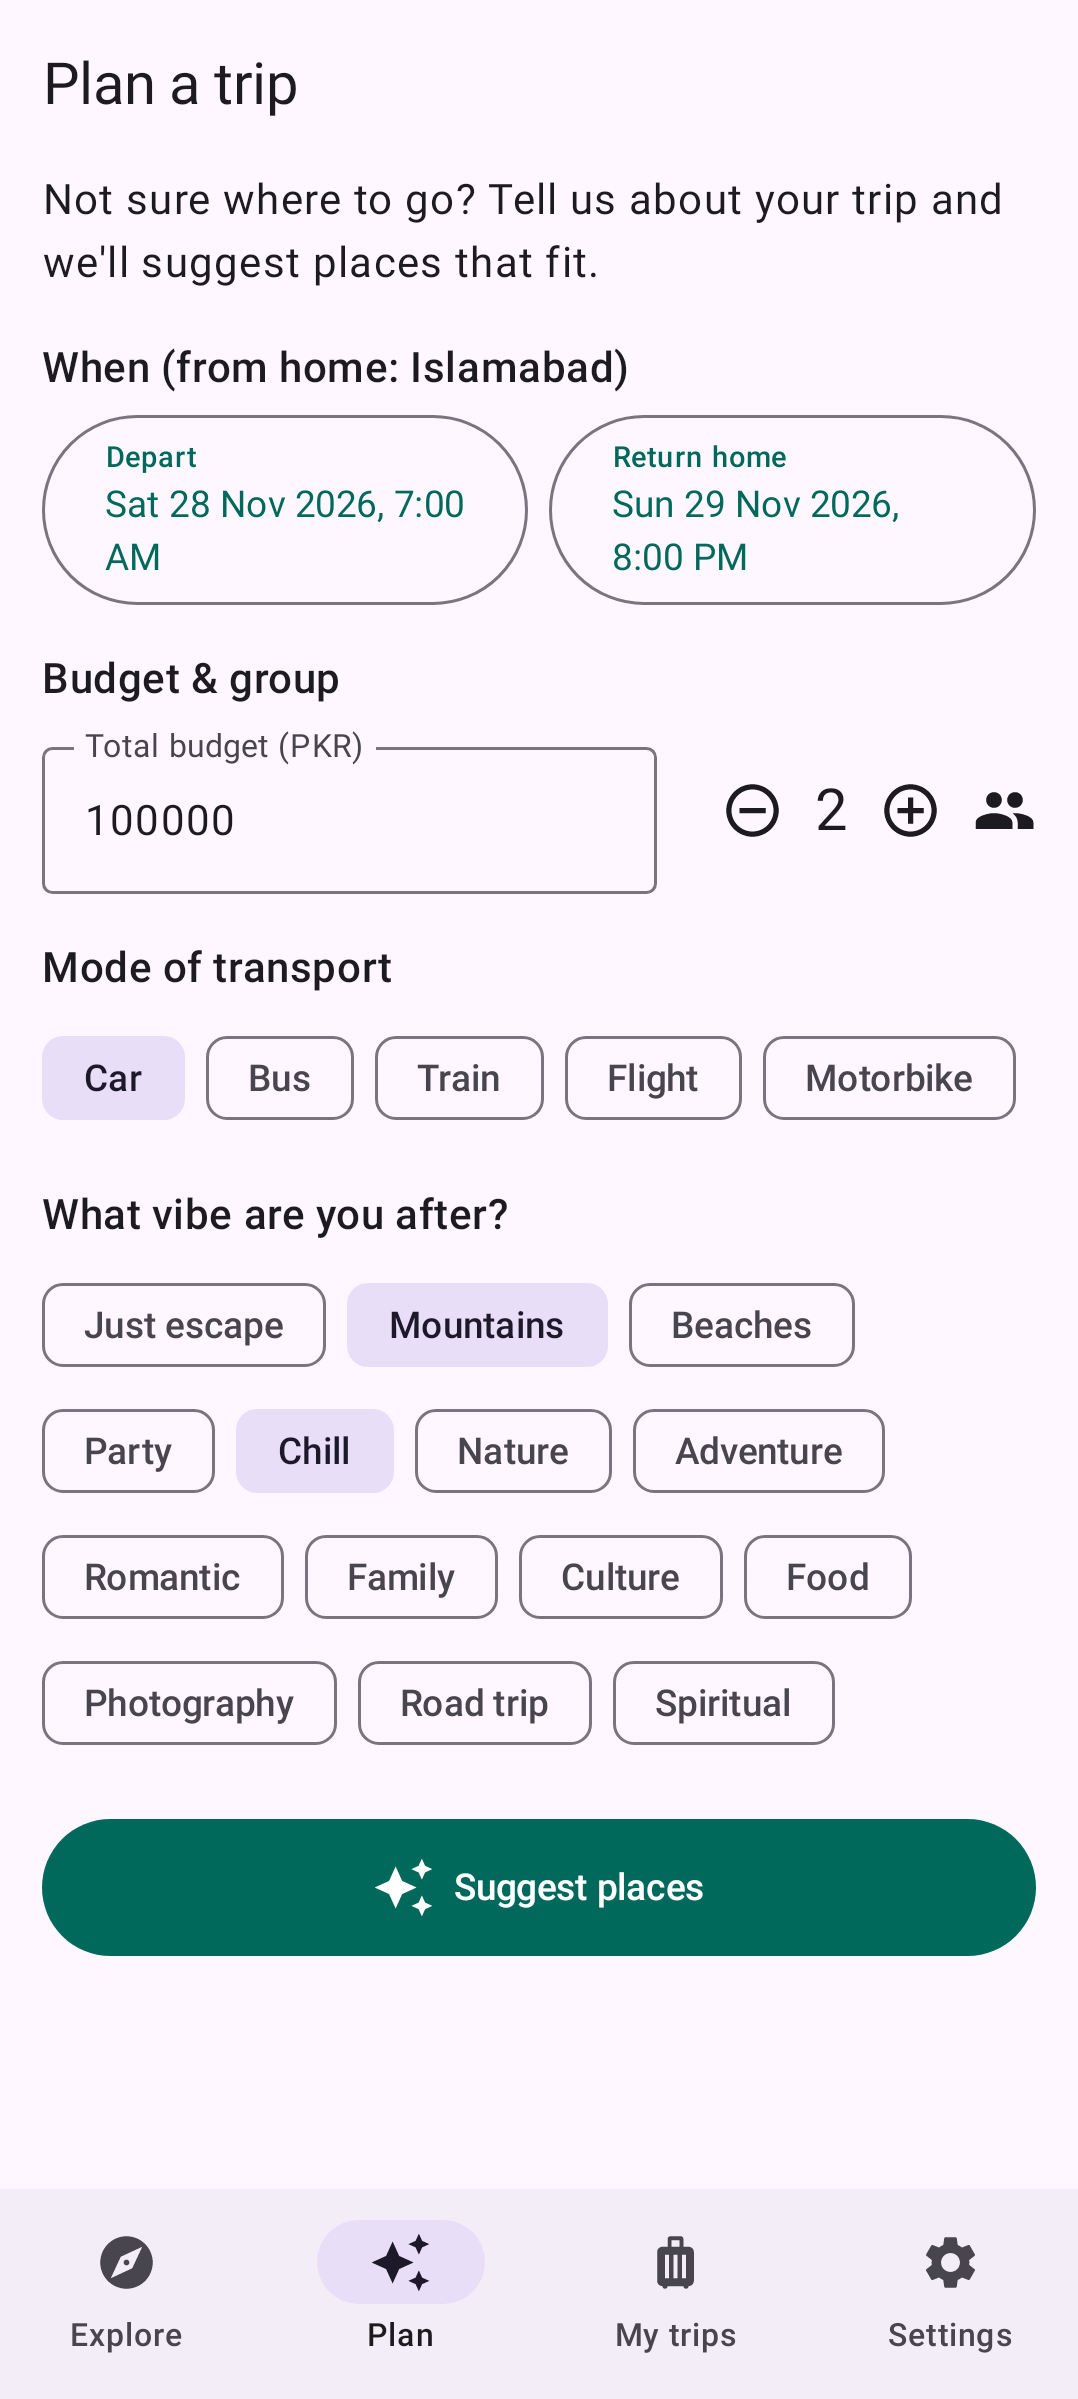 Plan a trip
Not sure where to go? Tell us about your trip and
we'll suggest places that fit.
When (from home: Islamabad)
Depart
Sat 28 Nov 2026, 7:00
AM
Return home
Sun 29 Nov 2026,
8:00 PM
Budget & group
Total budget (PKR)
100000
2
Mode of transport
Car Bus Train Flight Motorbike
What vibe are you after?
Just escape Mountains Beaches
Party Chill Nature Adventure
Romantic Family Culture Food
Photography Road trip Spiritual
Suggest places
Explore Plan My trips Settings